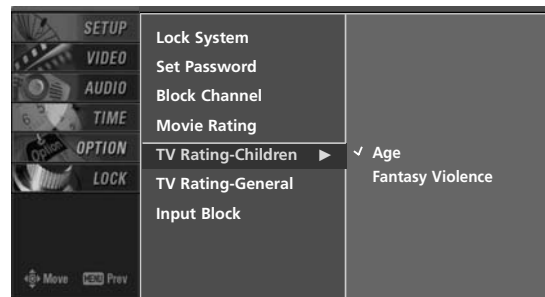 SETUP
VIDEO
AUDIO
TIME
OPTION
LOCK
Move MENU Prev
Lock System
Set Password
Block Channel
Movie Rating
TV Rating-Children
TV Rating-General
Input Block
Age
Fantasy Violence